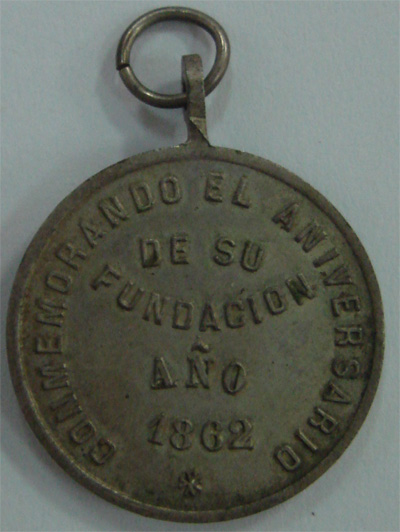 COMMEMORANDO EL ANIVERSARIO
DE SU
FUNDACION
AÑO
1862